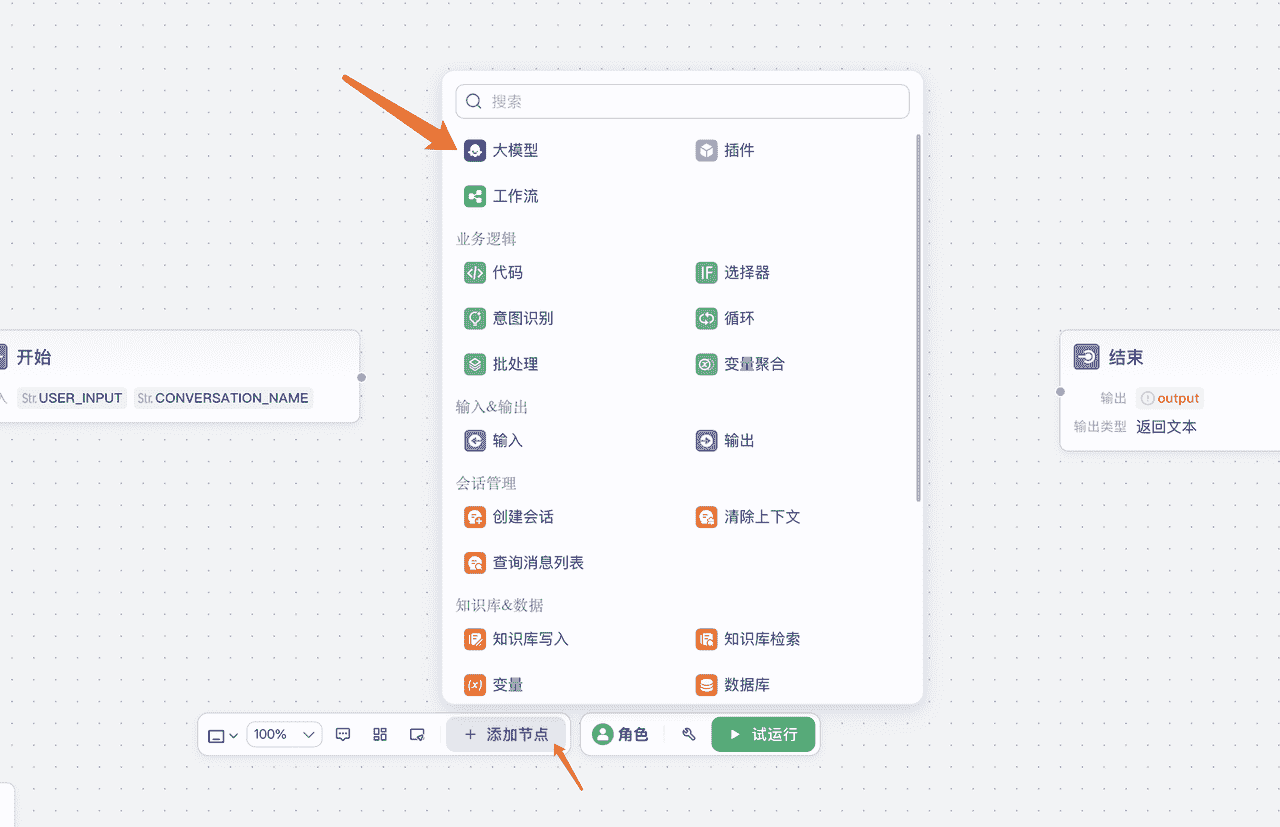 搜索
大模型 插件
工作流
业务逻辑
代码 选择器
意图识别 循环
批处理 变量聚合
输入&输出
输入 输出
会话管理
创建会话 清除上下文
查询消息列表
知识库&数据
知识库写入 知识库检索
变量 数据库
开始
入 Str. USER_INPUT Str. CONVERSATION_NAME
结束
输出 output
输出类型 返回文本
100% 添加节点 角色 试运行